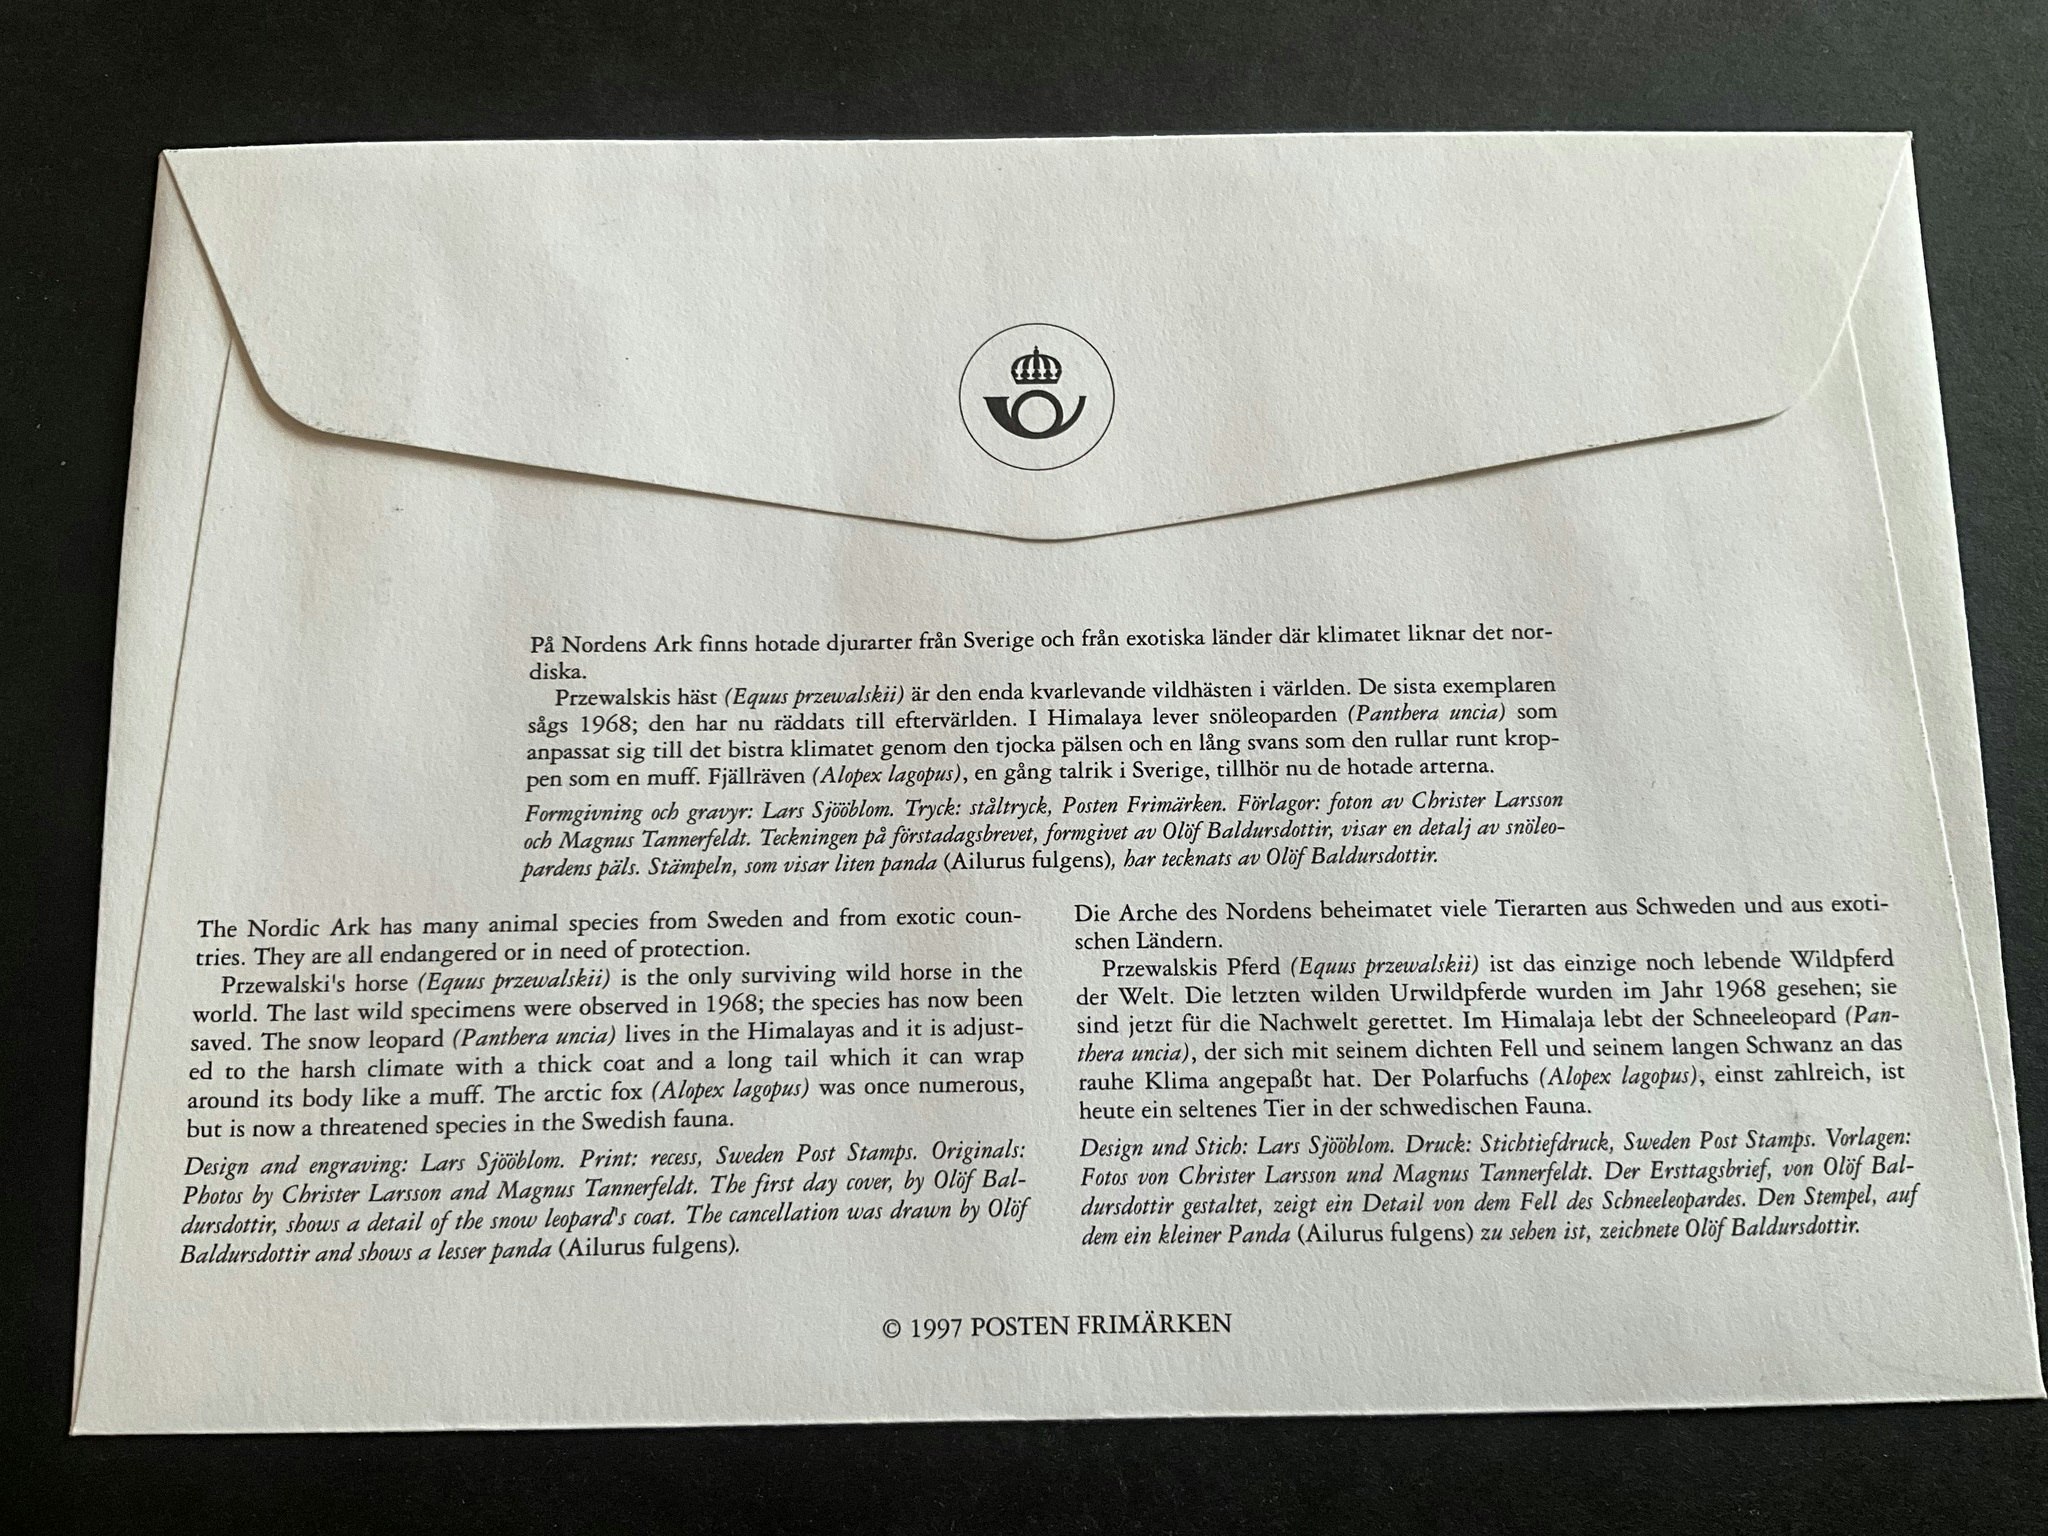 På Nordens Ark finns hotade djurarter från Sverige och från exotiska länder där klimatet liknar det nor-
diska.
Przewalskis häst (Equus przewalskii) är den enda kvarlevande vildhästen i världen. De sista exemplaren
sågs 1968; den har nu räddats till eftervärlden. I Himalaya lever snöleoparden (Panthera uncia) som
anpassat sig till det bistra klimatet genom den tjocka pälsen och en lång svans som den rullar runt krop-
pen som en muff. Fjällräven (Alopex lagopus), en gång talrik i Sverige, tillhör nu de hotade arterna.
Formgivning och gravyr: Lars Sjööblom. Tryck: ståltryck, Posten Frimärken. Förlagor: foton av Christer Larsson
och Magnus Tannerfeldt. Teckningen på förstadagsbrevet, formgivet av Olöf Baldursdottir, visar en detalj av snöleo-
pardens päls. Stämpeln, som visar liten panda (Ailurus fulgens), har tecknats av Olöf Baldursdottir.
The Nordic Ark has many animal species from Sweden and from exotic coun-
tries. They are all endangered or in need of protection.
Przewalski's horse (Equus przewalskii) is the only surviving wild horse in the
world. The last wild specimens were observed in 1968; the species has now been
saved. The snow leopard (Panthera uncia) lives in the Himalayas and it is adjust-
ed to the harsh climate with a thick coat and a long tail which it can wrap
around its body like a muff. The arctic fox (Alopex lagopus) was once numerous,
but is now a threatened species in the Swedish fauna.
Design and engraving: Lars Sjööblom. Print: recess, Sweden Post Stamps. Originals:
Photos by Christer Larsson and Magnus Tannerfeldt. The first day cover, by Olöf Bal-
dursdottir, shows a detail of the snow leopard's coat. The cancellation was drawn by Olöf
Baldursdottir and shows a lesser panda (Ailurus fulgens).
Die Arche des Nordens beheimatet viele Tierarten aus Schweden und aus exoti-
schen Ländern.
Przewalskis Pferd (Equus przewalskii) ist das einzige noch lebende Wildpferd
der Welt. Die letzten wilden Urwildpferde wurden im Jahr 1968 gesehen; sie
sind jetzt für die Nachwelt gerettet. Im Himalaja lebt der Schneeleopard (Pan-
thera uncia), der sich mit seinem dichten Fell und seinem langen Schwanz an das
rauhe Klima angepaßt hat. Der Polarfuchs (Alopex lagopus), einst zahlreich, ist
heute ein seltenes Tier in der schwedischen Fauna.
Design und Stich: Lars Sjööblom. Druck: Stichtiefdruck, Sweden Post Stamps. Vorlagen:
Fotos von Christer Larsson und Magnus Tannerfeldt. Der Ersttagsbrief, von Olöf Bal-
dursdottir gestaltet, zeigt ein Detail von dem Fell des Schneeleopardes. Den Stempel, auf
dem ein kleiner Panda (Ailurus fulgens) zu sehen ist, zeichnete Olöf Baldursdottir.
© 1997 POSTEN FRIMÄRKEN